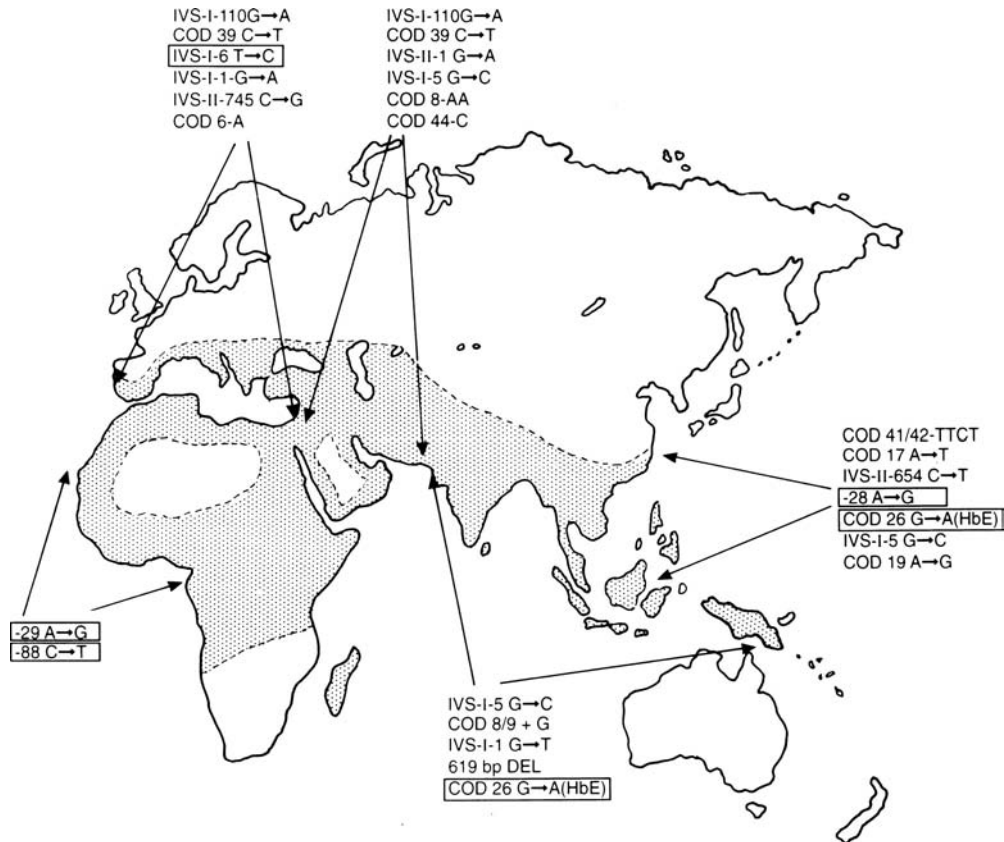 IVS-I-110G→A
COD 39 C→T
IVS-I-6 T→C
IVS-I-1-G→A
IVS-II-745 C→G
COD 6-A
IVS-I-110G→A
COD 39 C→T
IVS-II-1 G→A
IVS-I-5 G→C
COD 8-AA
COD 44-C
COD 41/42-TTCT
COD 17 A→T
IVS-II-654 C→T
-28 A→G
COD 26 G→A(HbE)
IVS-I-5 G→C
COD 19 A→G
-29 A→G
-88 C→T
IVS-I-5 G→C
COD 8/9 + G
IVS-I-1 G→T
619 bp DEL
COD 26 G→A(HbE)